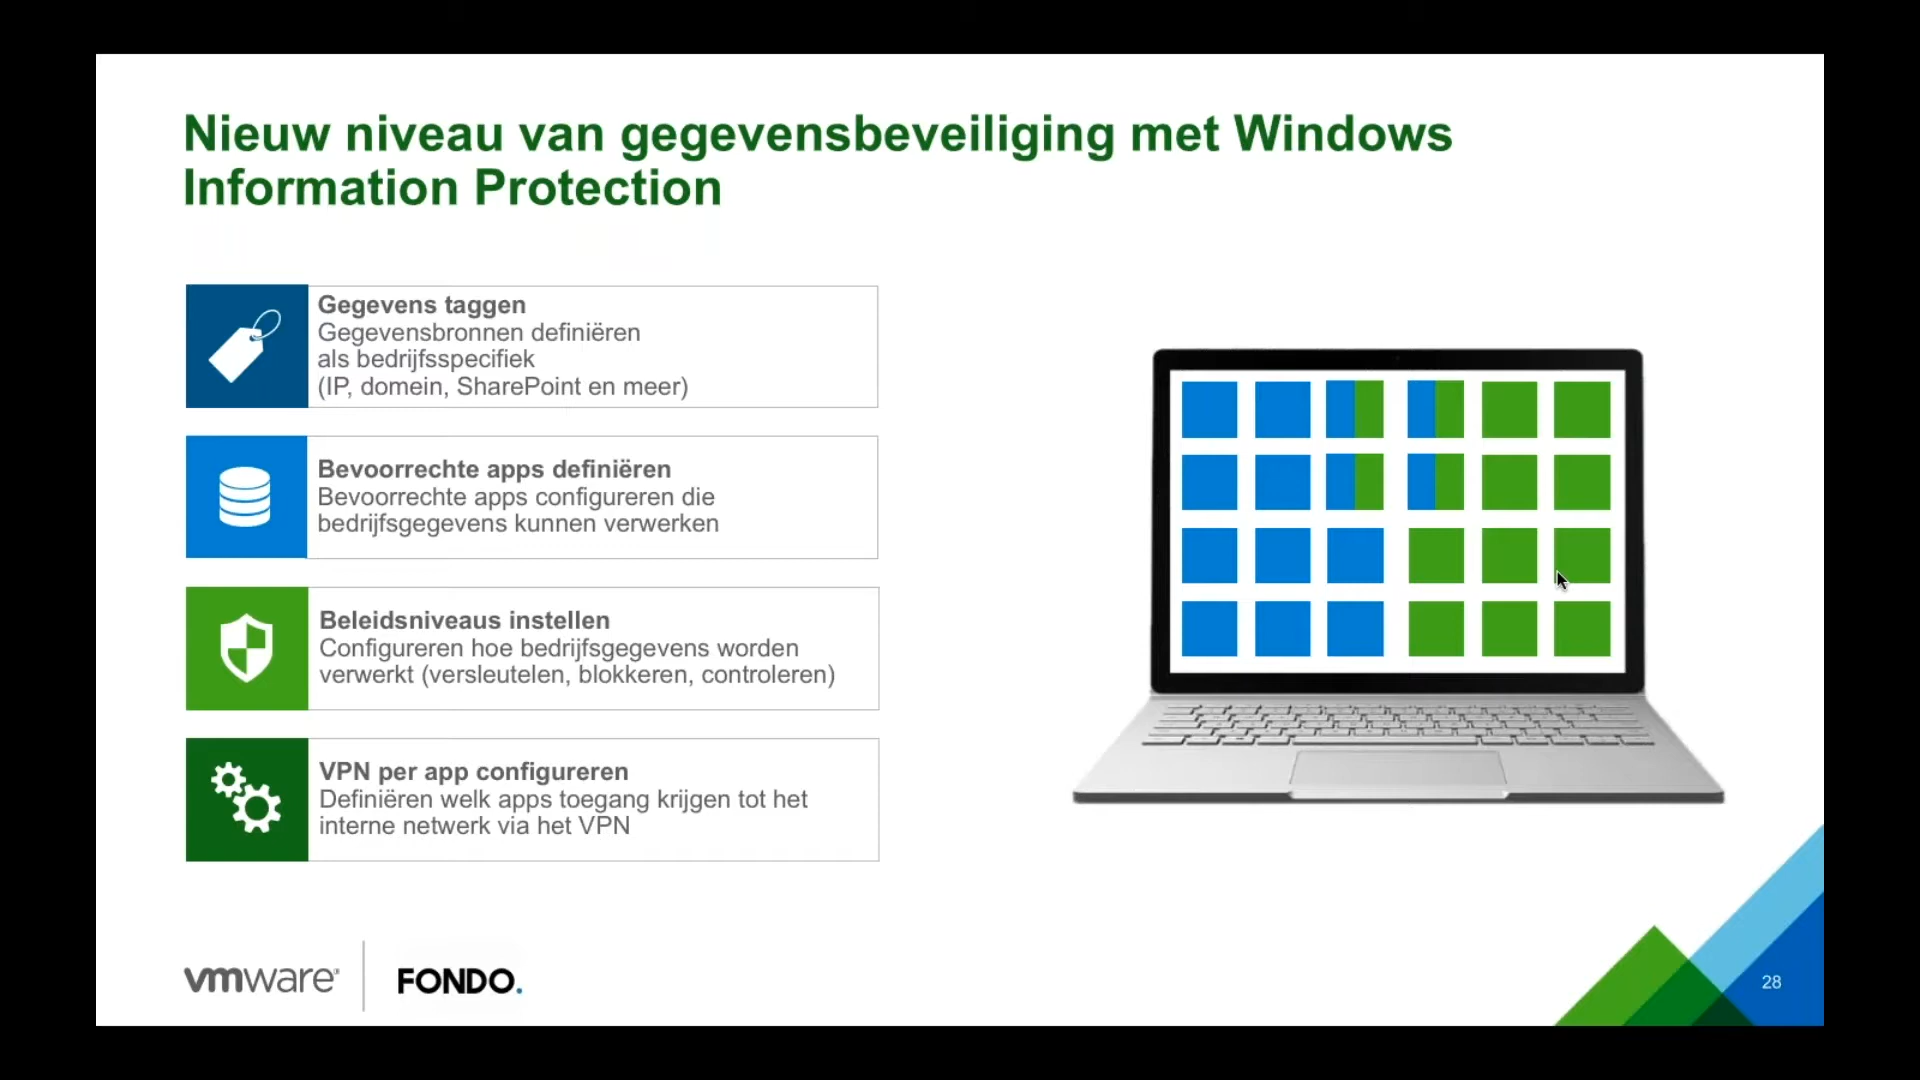 Nieuw niveau van gegevensbeveiliging met Windows
Information Protection
Gegevens taggen
Gegevensbronnen definiëren
als bedrijfsspecifiek
(IP, domein, SharePoint en meer)
Bevoorrechte apps definiëren
Bevoorrechte apps configureren die
bedrijfsgegevens kunnen verwerken
Beleidsniveaus instellen
Configureren hoe bedrijfsgegevens worden
verwerkt (versleutelen, blokkeren, controleren)
VPN per app configureren
Definiëren welk apps toegang krijgen tot het
interne netwerk via het VPN
vmware®
FONDO.
28